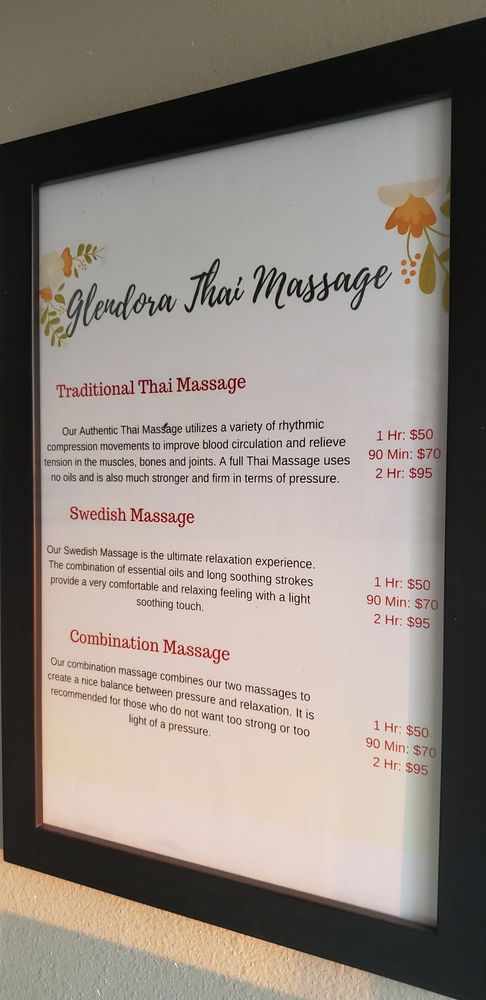 Glendora Thai Massage
Traditional Thai Massage
Our Authentic Thai Massage utilizes a variety of rhythmic
compression movements to improve blood circulation and relieve
tension in the muscles, bones and joints. A full Thai Massage uses
no oils and is also much stronger and firm in terms of pressure.
1 Hr: $50
90 Min: $70
2 Hr: $95
Swedish Massage
Our Swedish Massage is the ultimate relaxation experience.
The combination of essential oils and long soothing strokes
provide a very comfortable and relaxing feeling with a light
soothing touch.
1 Hr: $50
90 Min: $70
2 Hr: $95
Combination Massage
Our combination massage combines our two massages to
create a nice balance between pressure and relaxation. It is
recommended for those who do not want too strong or too
light of a pressure.
1 Hr: $50
90 Min: $70
2 Hr: $95